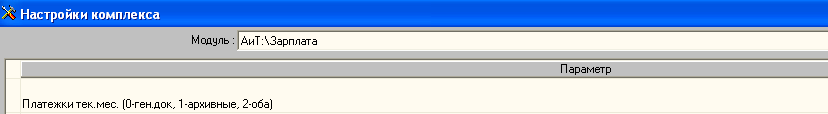 Настройки комплекса
Модуль : АиТ:\Зарплата
Параметр
Платежки тек.мес. (0-ген.док, 1-архивные, 2-оба)